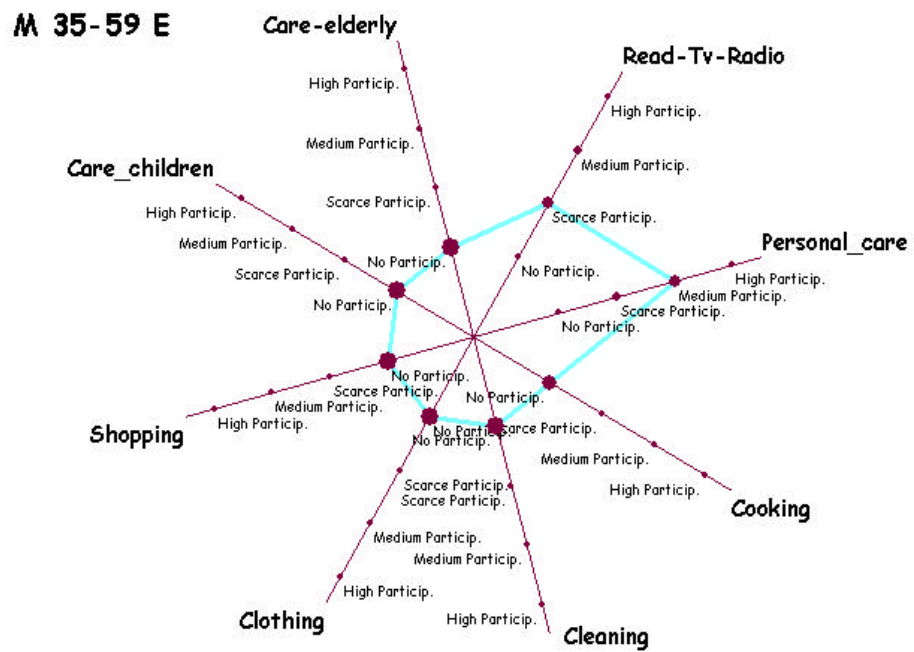 M 35-59 E
Care-elderly
Read-Tv-Radio
High Particip.
High Particip.
Medium Particip.
Medium Particip.
Care_children
Scarce Particip.
High Particip.
Scarce Particip.
Medium Particip.
Personal_care
No Particip.
No Particip.
Scarce Particip.
High Particip.
Medium Particip.
No Particip.
Scarce Particip.
No Particip.
No Particip.
Scarce Particip.
No Particip.
Medium Particip.
High Particip.
Shopping
No Particip.
Scarce Particip.
No Particip.
Medium Particip.
Scarce Particip.
High Particip.
Scarce Particip.
Cooking
Medium Particip.
Medium Particip.
High Particip.
High Particip.
Clothing
Cleaning